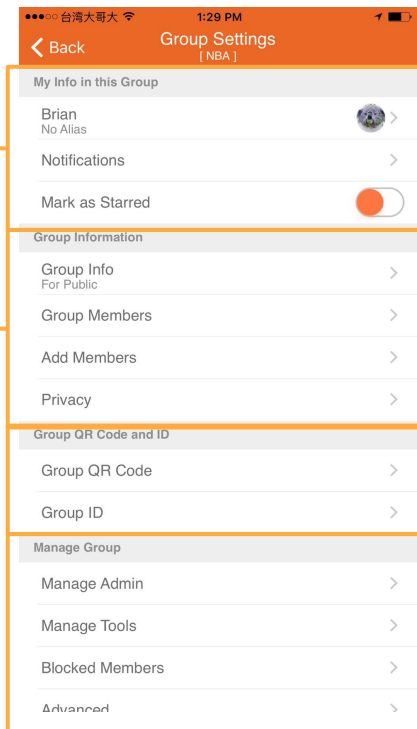 台湾大哥大 1:29 PM
Back Group Settings
[ NBA ]
My Info in this Group
Brian
No Alias
Notifications
Mark as Starred
Group Information
Group Info
For Public
Group Members
Add Members
Privacy
Group QR Code and ID
Group QR Code
Group ID
Manage Group
Manage Admin
Manage Tools
Blocked Members
Advanced